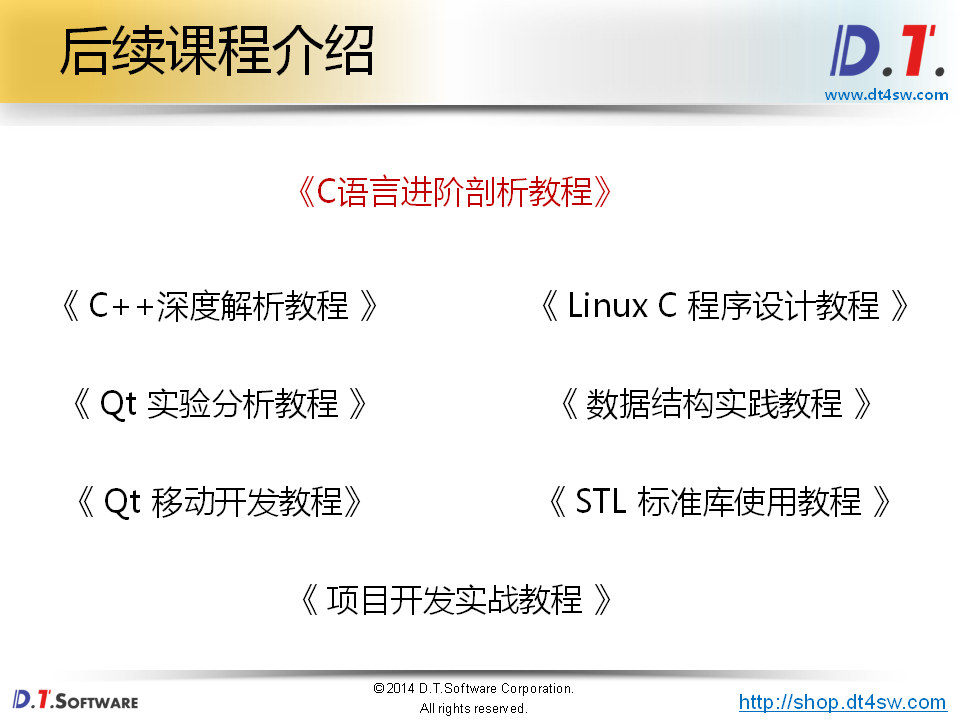 后续课程介绍
D.T.
www.dt4sw.com
《C语言进阶剖析教程》
《 C++深度解析教程 》
《 Linux C 程序设计教程 》
《 Qt 实验分析教程 》
《 数据结构实践教程 》
《 Qt 移动开发教程》
《 STL 标准库使用教程 》
《 项目开发实战教程 》
D.T.SOFTWARE
©2014 D.T.Software Corporation.
All rights reserved.
http://shop.dt4sw.com